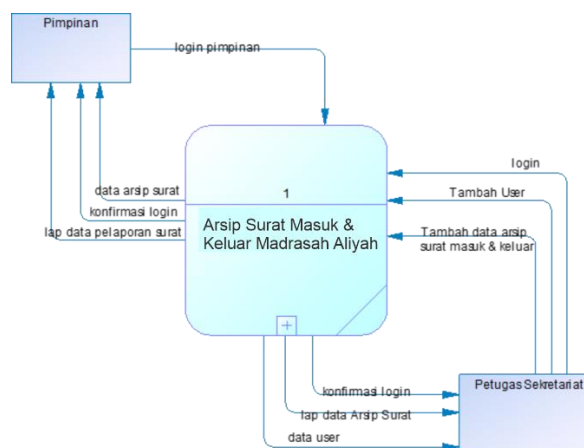 Pimpinan
login pimpinan
login
data arsip surat
1
Tambah User
konfirmasi login
Arsip Surat Masuk &
Keluar Madrasah Aliyah
lap data pelaporan surat
Tambah data arsip
surat masuk & keluar
+
Petugas Sekretariat
konfirmasi login
lap data Arsip Surat
data user